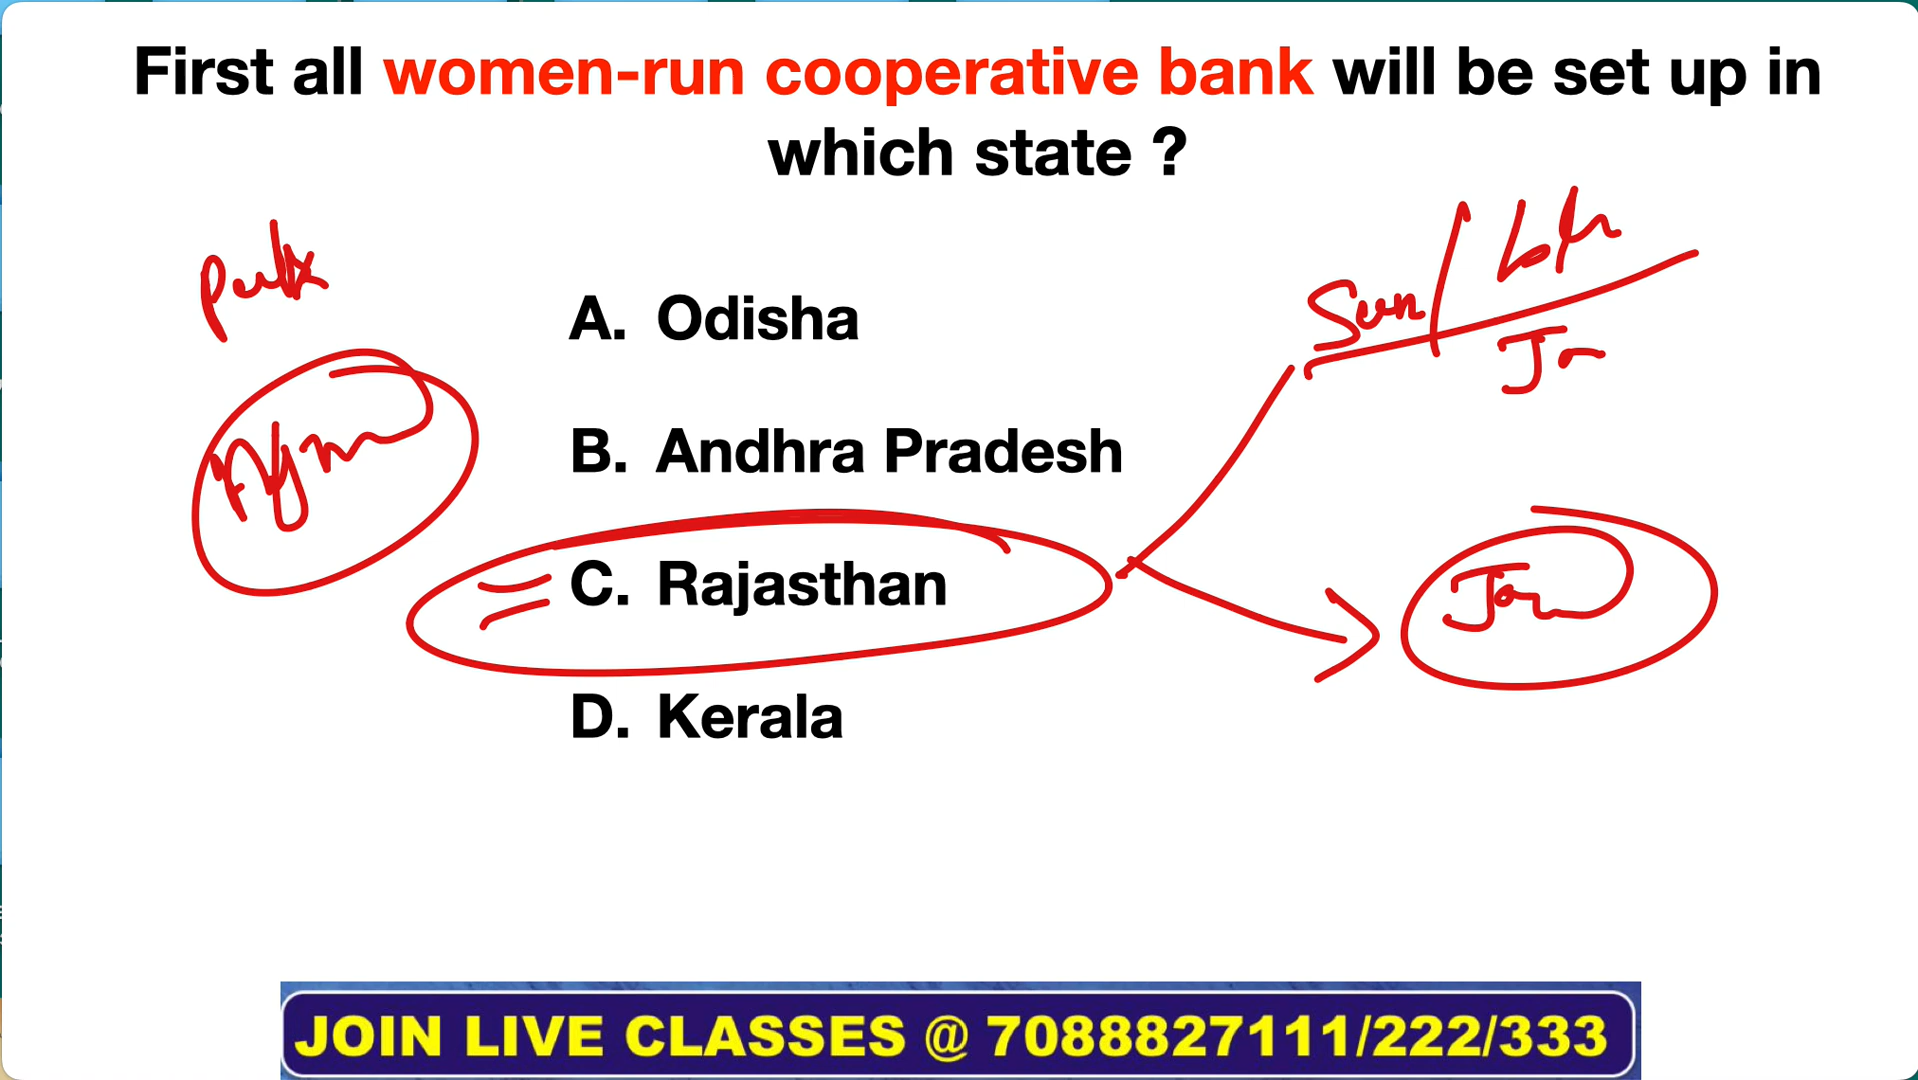 First all women-run cooperative bank will be set up in
which state ?
A. Odisha
B. Andhra Pradesh
C. Rajasthan
D. Kerala
JOIN LIVE CLASSES @ 7088827111/222/333